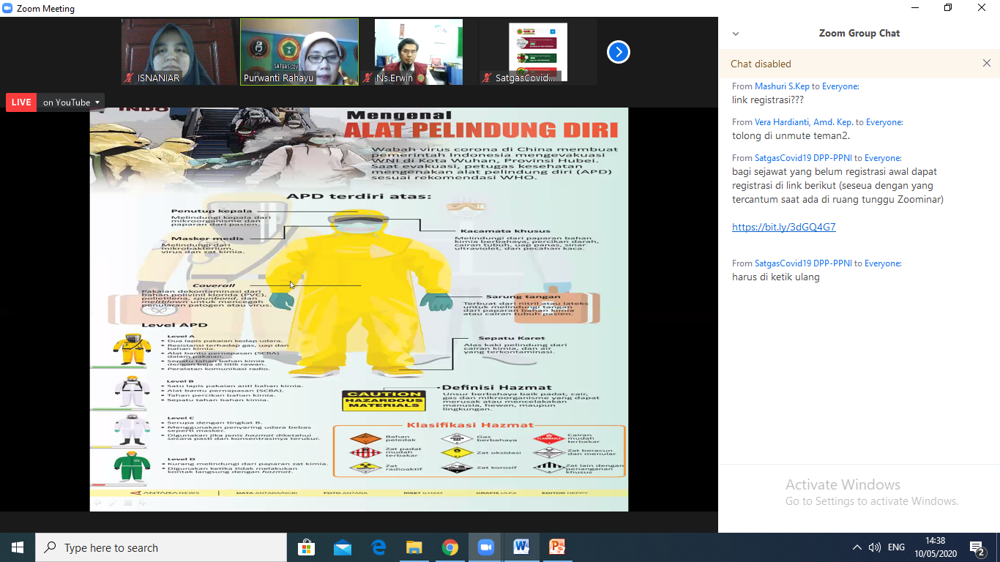 Zoom Meeting
ISNANIAR
Purwanti Rahayu
SATGAS COV
Ns.Erwin
SatgasCovid...
LIVE on YouTube
INDO
Mengenal
ALAT PELINDUNG DIRI
Wabah virus corona di China membuat
pemerintah Indonesia mengevakuasi
WNI di Kota Wuhan, Provinsi Hubei.
Saat evakuasi, petugas kesehatan
mengenakan alat pelindung diri (APD)
sesuai rekomendasi WHO.
APD terdiri atas:
Penutup kepala
Melindungi kepala dari
mikroorganisme dan
paparan dari pasien.
Masker medis
Melindungi dari
mikrobakterium,
virus dan zat kimia.
Kacamata khusus
Melindungi dari paparan bahan
kimia berbahaya, percikan darah,
cairan tubuh, uap panas, sinar
ultraviolet, dan pecahan kaca.
Coverall
Pakaian dekontaminasi dari
bahan polivinil klorida (PVC),
polietilena, spunbond, dan
meltblown untuk mencegah
penularan patogen atau virus.
Sarung tangan
Terbuat dari nitril atau lateks
untuk melindungi tangan
dari paparan bahan kimia
atau cairan tubuh pasien.
Sepatu Karet
Alas kaki pelindung dari
cairan kimia, dan air
yang terkontaminasi.
Level APD
Level A
• Dua lapis pakaian kedap udara.
• Resistansi terhadap gas, uap dan
bahan kimia.
• Alat bantu pernapasan (SCBA)
dalam pakaian.
• Sepatu tahan bahan kimia
dengan baja di titik rawan.
• Peralatan komunikasi radio.
Level B
• Satu lapis pakaian anti bahan kimia.
• Alat bantu pernapasan (SCBA).
• Tahan percikan bahan kimia.
• Sepatu tahan bahan kimia.
Level C
• Serupa dengan tingkat B.
• Menggunakan penyaring udara bebas
seperti masker.
• Digunakan jika jenis hazmat diketahui
secara pasti dan konsentrasinya terukur.
Level D
• Kurang melindungi dari paparan zat kimia.
• Digunakan ketika tidak melakukan
kontak langsung dengan hazmat.
CAUTION
HAZARDOUS
MATERIALS
Definisi Hazmat
Unsur berbahaya baik padat, cair,
gas dan mikroorganisme yang dapat
merusak atau mencelakakan
manusia, hewan, maupun
lingkungan.
Klasifikasi Hazmat
Bahan
peledak
Gas
berbahaya
FLAMMABLE
Cairan
mudah
terbakar
Zat padat
mudah
terbakar
Zat oksidasi
Zat beracun
dan menular
Zat
radioaktif
Zat korosif
Zat lain dengan
penanganan
khusus
ANTARA NEWS
DATA ANTARA/NCBI
FOTO ANTARA
RISET ILHAM
GRAFIS ULFA
EDITOR HEPPY
Zoom Group Chat
Chat disabled
From Mashuri S.Kep to Everyone:
link registrasi???
From Vera Hardianti, Amd. Kep. to Everyone:
tolong di unmute teman2.
From SatgasCovid19 DPP-PPNI to Everyone:
bagi sejawat yang belum registrasi awal dapat
registrasi di link berikut (seseua dengan yang
tercantum saat ada di ruang tunggu Zoominar)
https://bit.ly/3dGQ4G7
From SatgasCovid19 DPP-PPNI to Everyone:
harus di ketik ulang
Activate Windows
Go to Settings to activate Windows.
Type here to search
ENG
14:38
10/05/2020
2